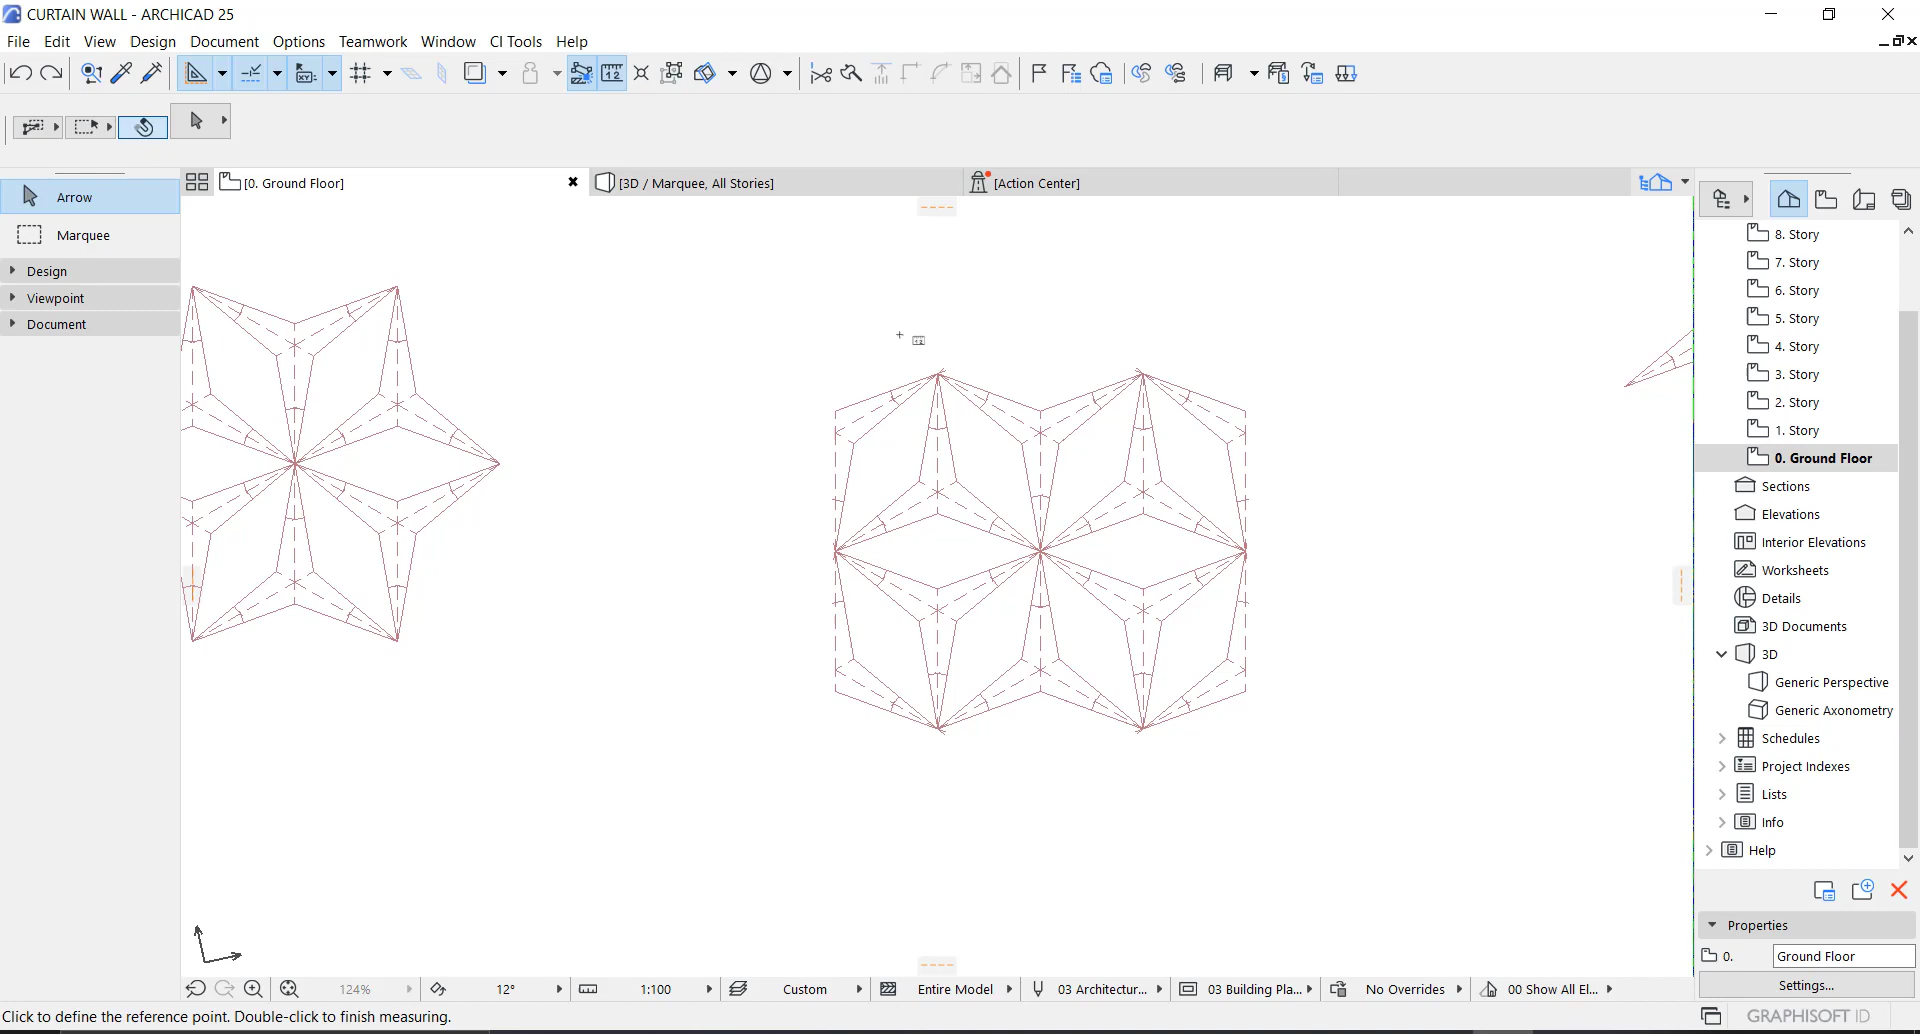 CURTAIN WALL - ARCHICAD 25
File Edit View Design Document Options Teamwork Window CI Tools Help
[0. Ground Floor]
[3D / Marquee, All Stories]
[Action Center]
Arrow
Marquee
Design
Viewpoint
Document
8. Story
7. Story
6. Story
5. Story
4. Story
3. Story
2. Story
1. Story
0. Ground Floor
Sections
Elevations
Interior Elevations
Worksheets
Details
3D Documents
3D
Generic Perspective
Generic Axonometry
Schedules
Project Indexes
Lists
Info
Help
Properties
0. Ground Floor
Settings...
124% 12° 1:100 Custom Entire Model 03 Architectur... 03 Building Pla... No Overrides 00 Show All El...
Click to define the reference point. Double-click to finish measuring.
GRAPHISOFT ID